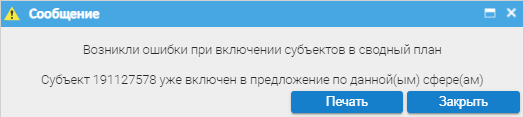 Сообщение
Возникли ошибки при включении субъектов в сводный план
Субъект 191127578 уже включен в предложение по данной(ым) сфере(ам)
Печать Закрыть